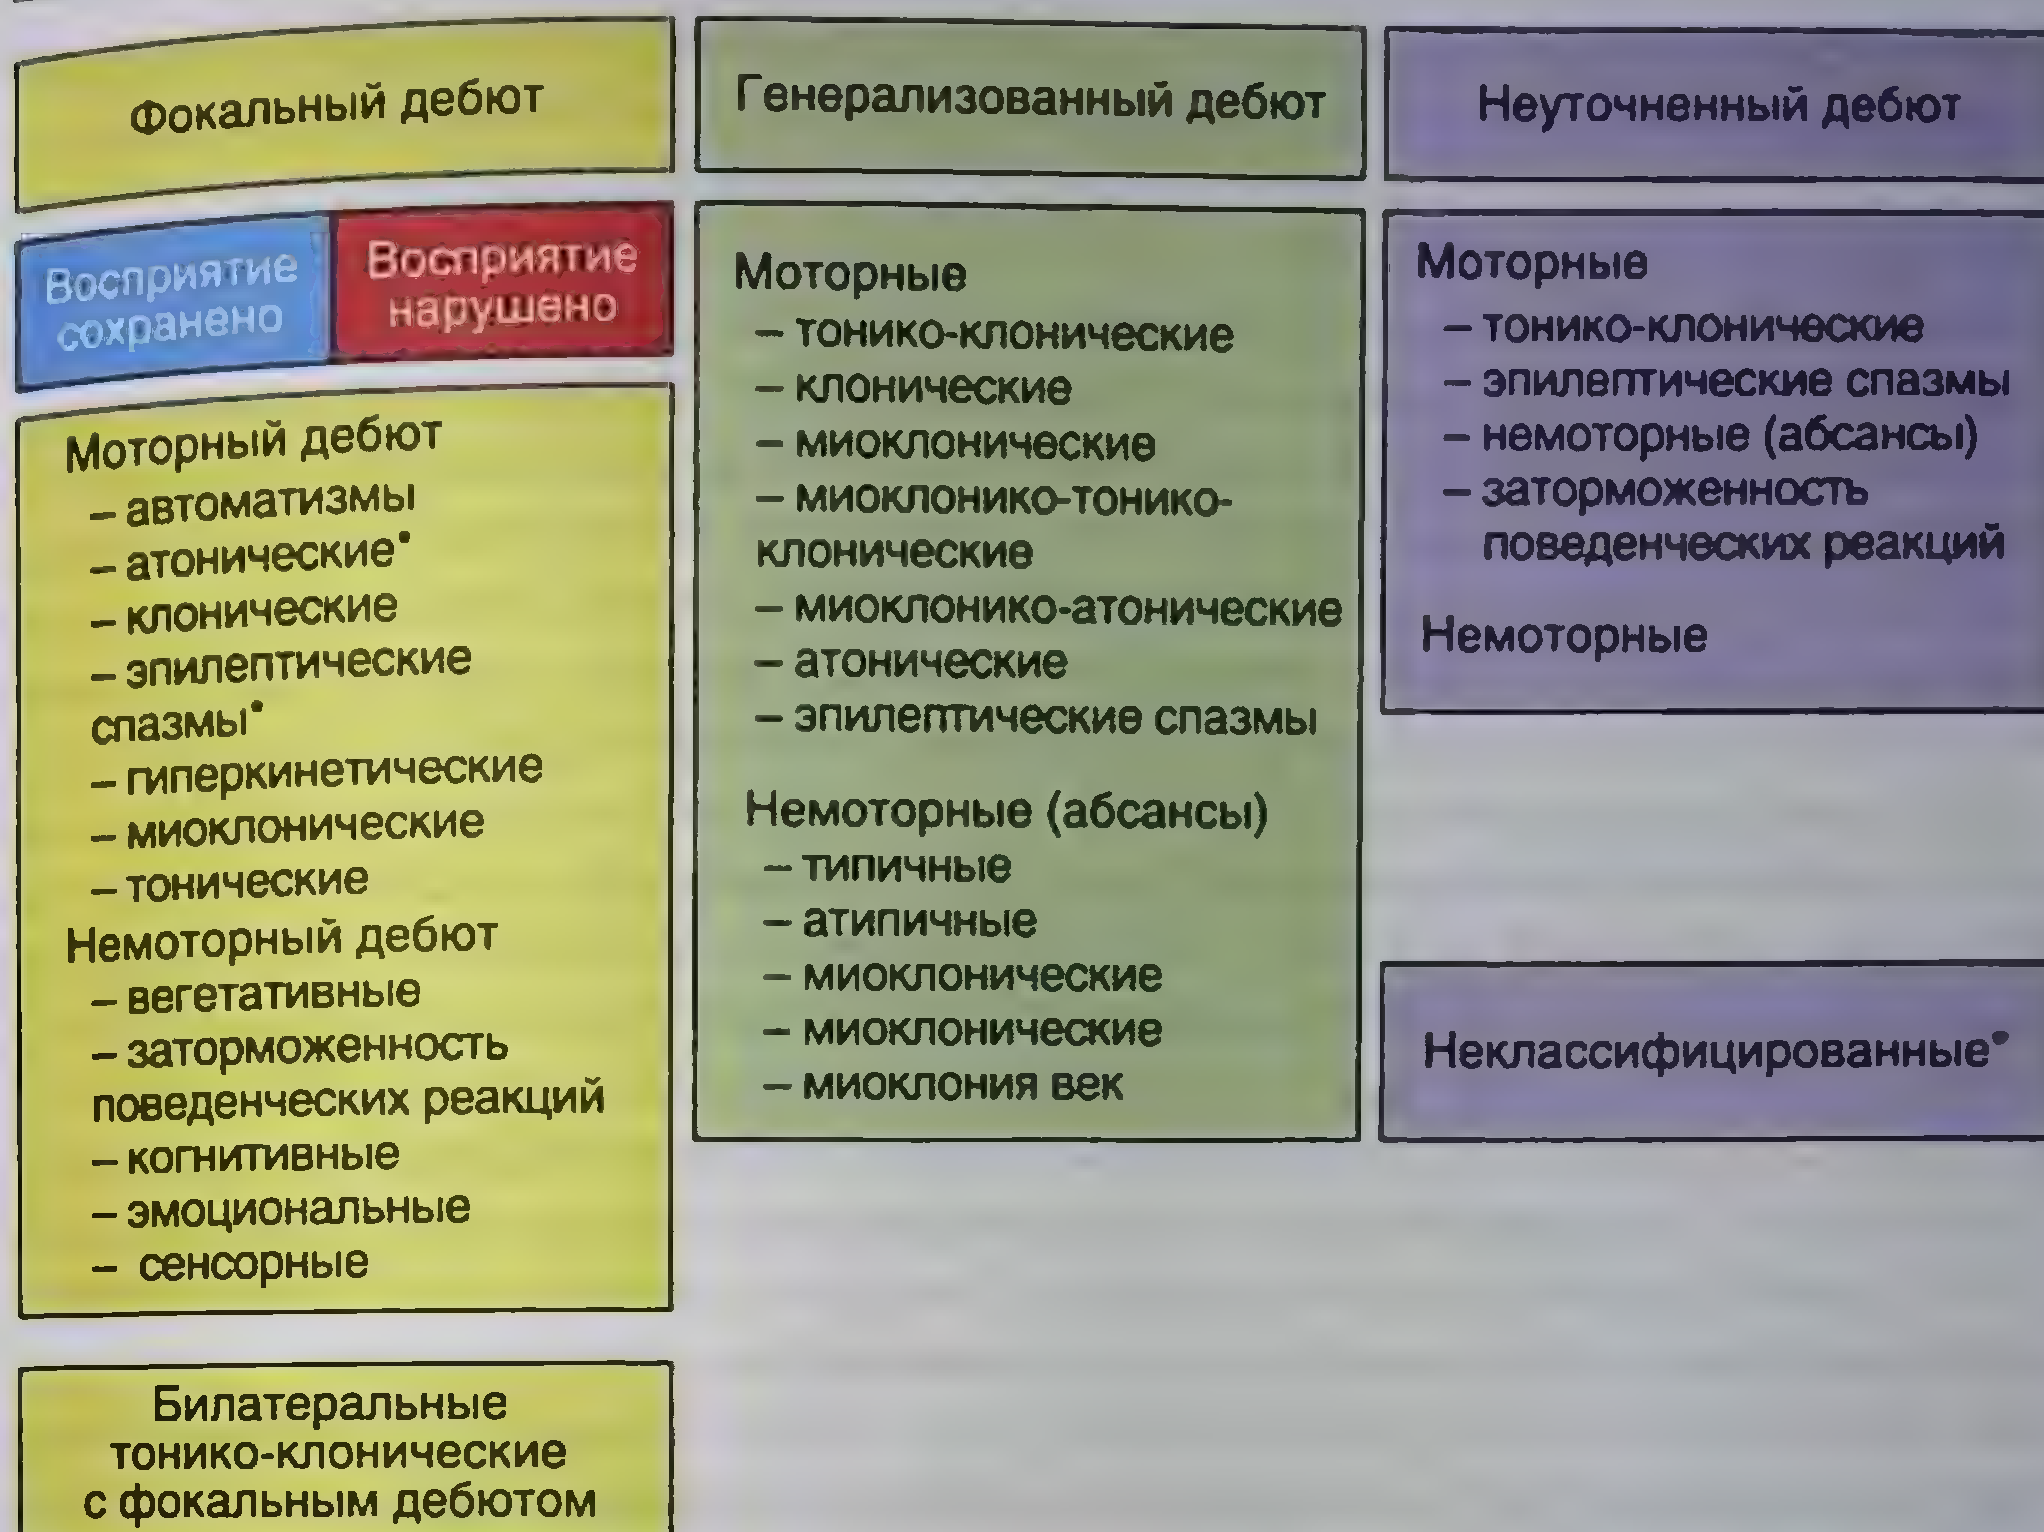 Фокальный дебют
Восприятие
сохранено
Восприятие
нарушено
Моторный дебют
– автоматизмы
– атонические*
– клонические
– эпилептические
спазмы*
– гиперкинетические
– миоклонические
– тонические
Немоторный дебют
– вегетативные
– заторможенность
поведенческих реакций
– когнитивные
– эмоциональные
– сенсорные
Билатеральные
тонико-клонические
с фокальным дебютом
Генерализованный дебют
Моторные
– тонико-клонические
– клонические
– миоклонические
– миоклонико-тонико-
клонические
– миоклонико-атонические
– атонические
– эпилептические спазмы
Немоторные (абсансы)
– типичные
– атипичные
– миоклонические
– миоклонические
– миоклония век
Неуточненный дебют
Моторные
– тонико-клонические
– эпилептические спазмы
– немоторные (абсансы)
– заторможенность
поведенческих реакций
Немоторные
Неклассифицированные*